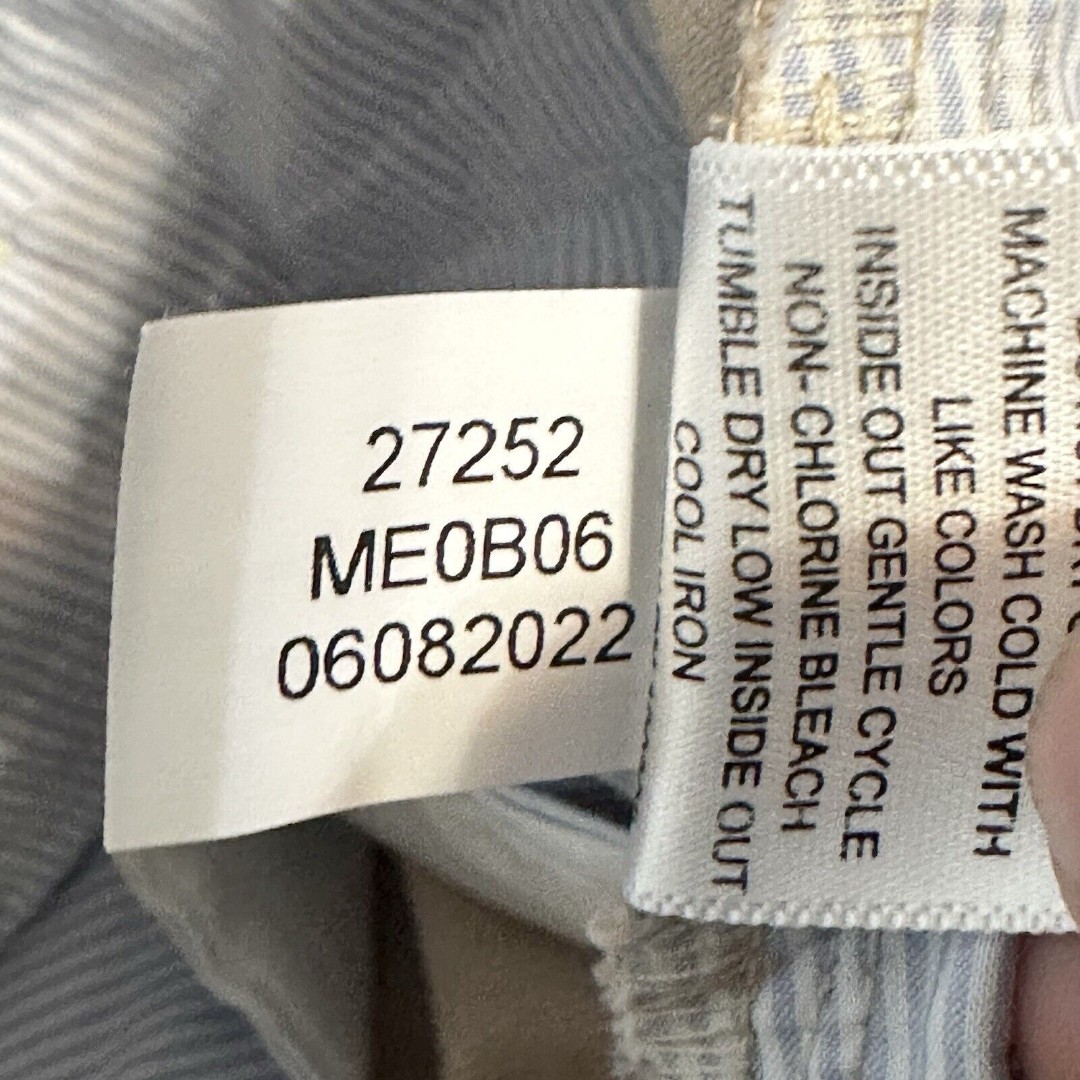 27252
ME0B06
06082022
MACHINE WASH COLD WITH
LIKE COLORS
INSIDE OUT GENTLE CYCLE
NON-CHLORINE BLEACH
TUMBLE DRY LOW INSIDE OUT
COOL IRON